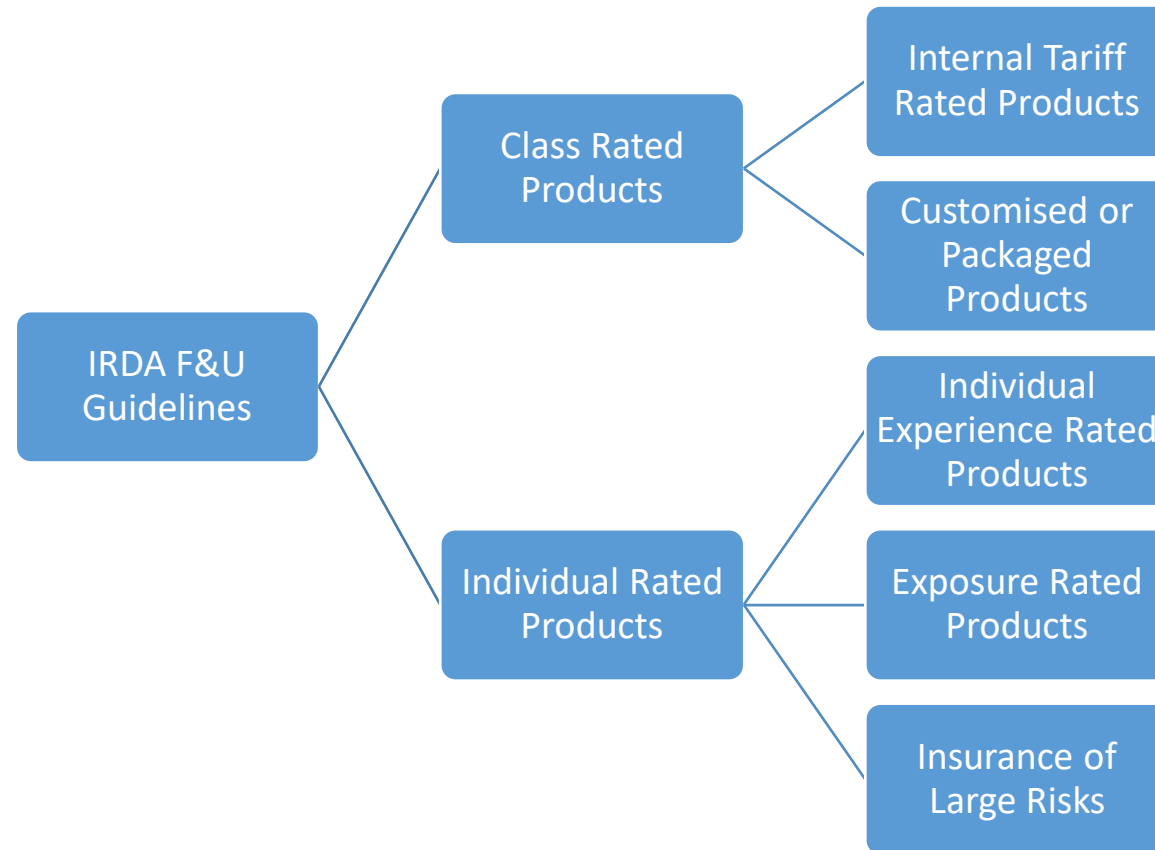 IRDA F&U
Guidelines
Class Rated
Products
Internal Tariff
Rated Products
Customised or
Packaged
Products
Individual Rated
Products
Individual
Experience Rated
Products
Exposure Rated
Products
Insurance of
Large Risks